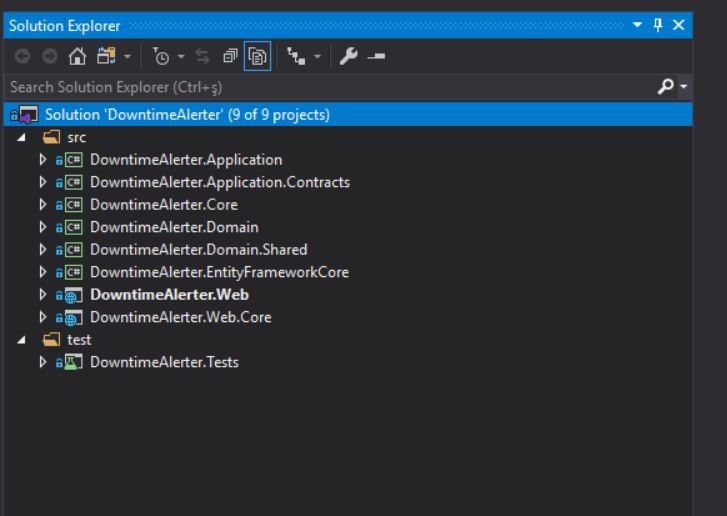 Solution Explorer
Search Solution Explorer (Ctrl+ş)
Solution 'DowntimeAlerter' (9 of 9 projects)
src
C# DowntimeAlerter.Application
C# DowntimeAlerter.Application.Contracts
C# DowntimeAlerter.Core
C# DowntimeAlerter.Domain
C# DowntimeAlerter.Domain.Shared
C# DowntimeAlerter.EntityFrameworkCore
DowntimeAlerter.Web
DowntimeAlerter.Web.Core
test
DowntimeAlerter.Tests